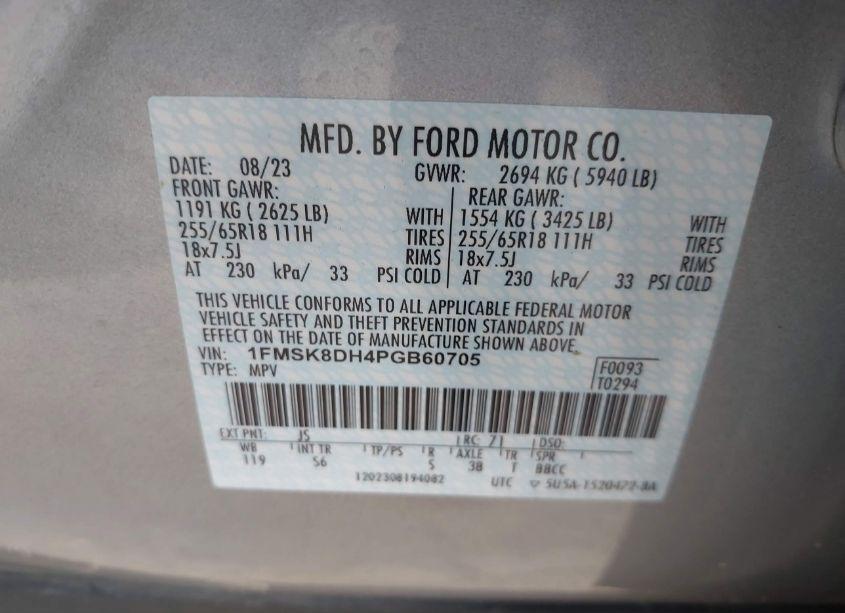 MFD. BY FORD MOTOR CO.
DATE: 08/23 GVWR: 2694 KG ( 5940 LB)
FRONT GAWR: REAR GAWR:
1191 KG ( 2625 LB) WITH 1554 KG ( 3425 LB) WITH
255/65R18 111H TIRES 255/65R18 111H TIRES
18x7.5J RIMS 18x7.5J RIMS
AT 230 kPa/ 33 PSI COLD AT 230 kPa/ 33 PSI COLD
THIS VEHICLE CONFORMS TO ALL APPLICABLE FEDERAL MOTOR
VEHICLE SAFETY AND THEFT PREVENTION STANDARDS IN
EFFECT ON THE DATE OF MANUFACTURE SHOWN ABOVE.
VIN: 1FMSK8DH4PGB60705 F0093
TYPE: MPV T0294
EXT PNT: JS RC: 71 DSO:
WB INT TR TP/PS R AXLE TR SPR
119 S6 S 3B T BBCC
1202308194082 UTC